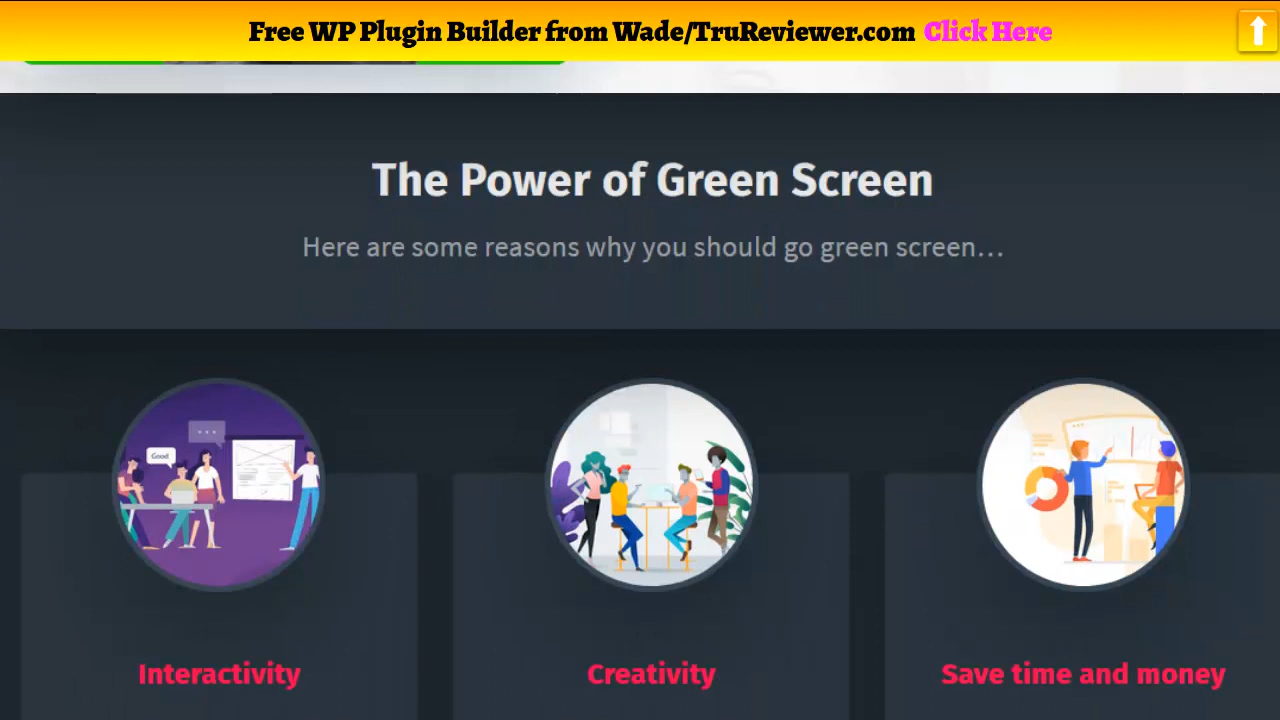 Free WP Plugin Builder from Wade/TruReviewer.com Click Here
The Power of Green Screen
Here are some reasons why you should go green screen...
Good
Interactivity
Creativity
Save time and money